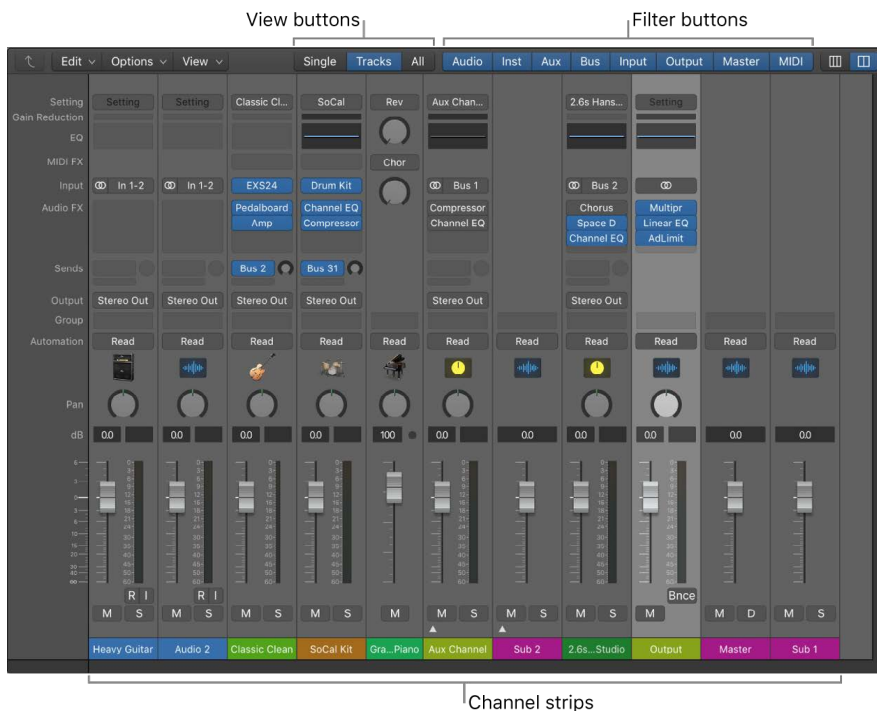 View buttons
Filter buttons
Edit Options View Single Tracks All Audio Inst Aux Bus Input Output Master MIDI
Setting Setting Setting Classic Cl... SoCal Rev Aux Chan... 2.6s Hans... Setting
Gain Reduction
EQ
MIDI FX Chor
Input In 1-2 In 1-2 EXS24 Drum Kit Bus 1 Bus 2
Audio FX Pedalboard Channel EQ Compressor Chorus Multipr
Amp Compressor Channel EQ Space D Linear EQ
Channel EQ AdLimit
Sends Bus 2 Bus 31
Output Stereo Out Stereo Out Stereo Out Stereo Out Stereo Out Stereo Out
Group
Automation Read Read Read Read Read Read Read Read Read Read Read
Pan
dB 0.0 0.0 0.0 0.0 100 0.0 0.0 0.0 0.0 0.0 0.0
R I R I Bnce
M S M S M S M S M M S M S M S M M D M S
Heavy Guitar Audio 2 Classic Clean SoCal Kit Gra...Piano Aux Channel Sub 2 2.6s...Studio Output Master Sub 1
Channel strips